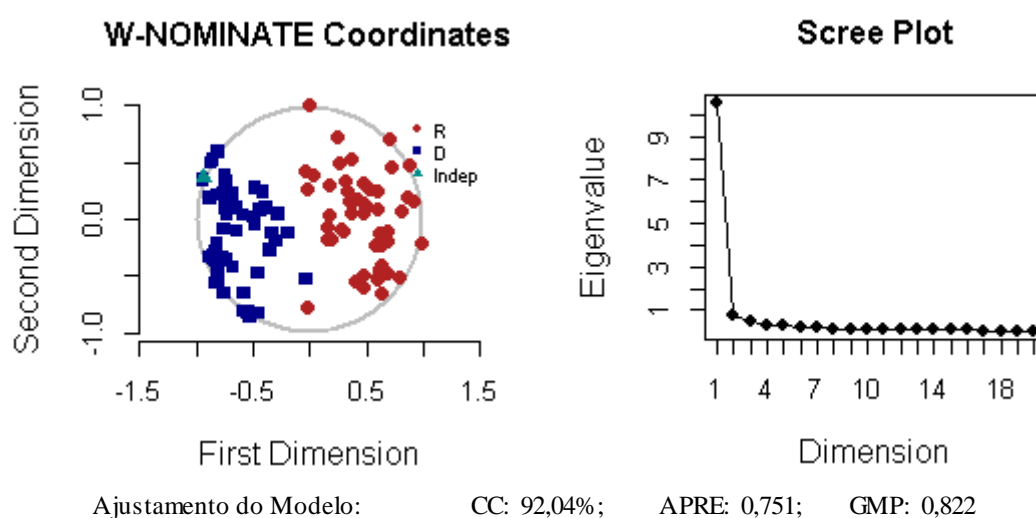 W-NOMINATE Coordinates
Second Dimension
1.0
0.0
-1.0
R
D
Indep
-1.5
-0.5
0.5
1.5
First Dimension
Scree Plot
Eigenvalue
9
7
5
3
1
1
4
7
10
14
18
Dimension
Ajustamento do Modelo: CC: 92,04%; APRE: 0,751; GMP: 0,822